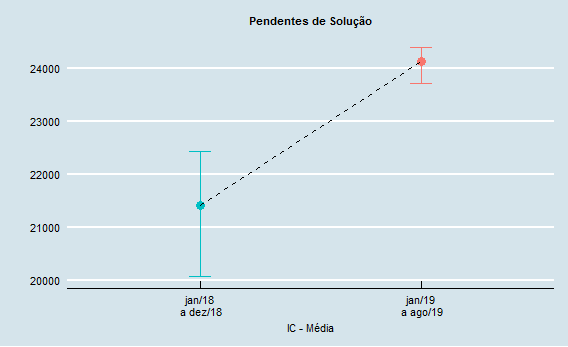 Pendentes de Solução
24000
23000
22000
21000
20000
jan/18
a dez/18
jan/19
a ago/19
IC - Média